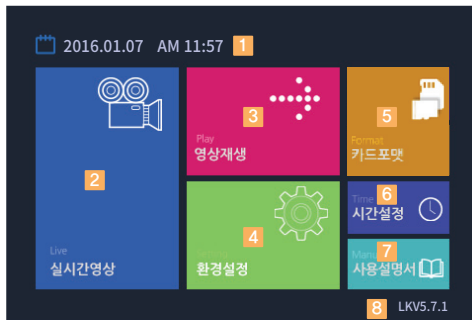 2016.01.07 AM 11:57 1
2
Live
실시간영상
3
Play
영상재생
4
환경설정
5
Format
카드포맷
6
Time
시간설정
7
사용설명서
8 LKV5.7.1